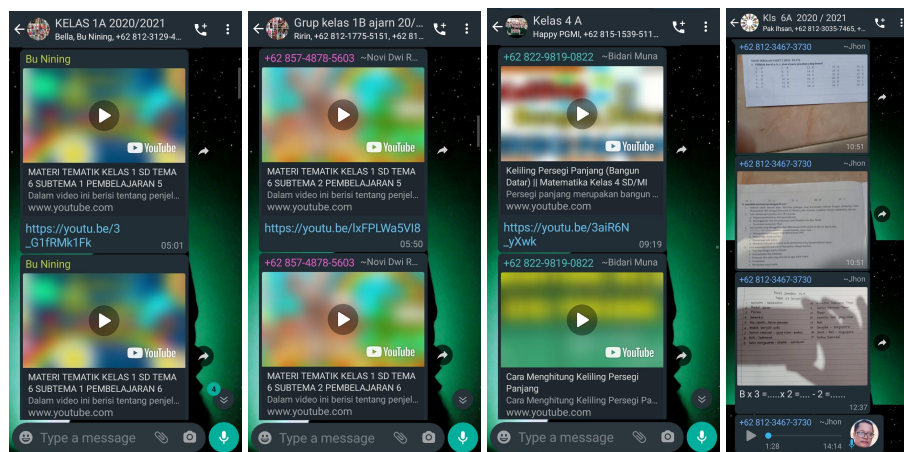 KELAS 1A 2020/2021
Bella, Bu Nining, +62 812-3129-4...
Bu Nining
YouTube
MATERI TEMATIK KELAS 1 SD TEMA
6 SUBTEMA 1 PEMBELAJARAN 5
Dalam video ini berisi tentang penjel...
www.youtube.com
https://youtu.be/3
_G1fRMk1Fk
05:01
Bu Nining
YouTube
MATERI TEMATIK KELAS 1 SD TEMA
6 SUBTEMA 1 PEMBELAJARAN 6
Dalam video ini berisi tentang penjel...
www.youtube.com
4
Type a message
Grup kelas 1B ajarn 20/...
Ririn, +62 812-1775-5151, +62 81...
+62 857-4878-5603 ~Novi Dwi R...
YouTube
MATERI TEMATIK KELAS 1 SD TEMA
6 SUBTEMA 2 PEMBELAJARAN 5
Dalam video ini berisi tentang penjel...
www.youtube.com
https://youtu.be/lxFPLWa5VI8
05:50
+62 857-4878-5603 ~Novi Dwi R...
YouTube
MATERI TEMATIK KELAS 1 SD TEMA
6 SUBTEMA 2 PEMBELAJARAN 6
Dalam video ini berisi tentang penjel...
www.youtube.com
Type a message
Kelas 4 A
Happy PGMI, +62 815-1539-511...
+62 822-9819-0822 ~Bidari Muna
YouTube
Keliling Persegi Panjang (Bangun
Datar) || Matematika Kelas 4 SD/MI
Persegi panjang merupakan bangun ...
www.youtube.com
https://youtu.be/3aiR6N
_yXwk
09:19
+62 822-9819-0822 ~Bidari Muna
YouTube
Cara Menghitung Keliling Persegi
Panjang
Cara Menghitung Keliling Persegi Pa...
www.youtube.com
Type a message
Kls 6A 2020 / 2021
Pak Ihsan, +62 812-3035-7465, +...
+62 812-3467-3730 ~Jhon
10:51
+62 812-3467-3730 ~Jhon
10:51
+62 812-3467-3730 ~Jhon
B x 3 =.....x 2 =.... - 2 =......
12:37
+62 812-3467-3730 ~Jhon
1:28
14:14